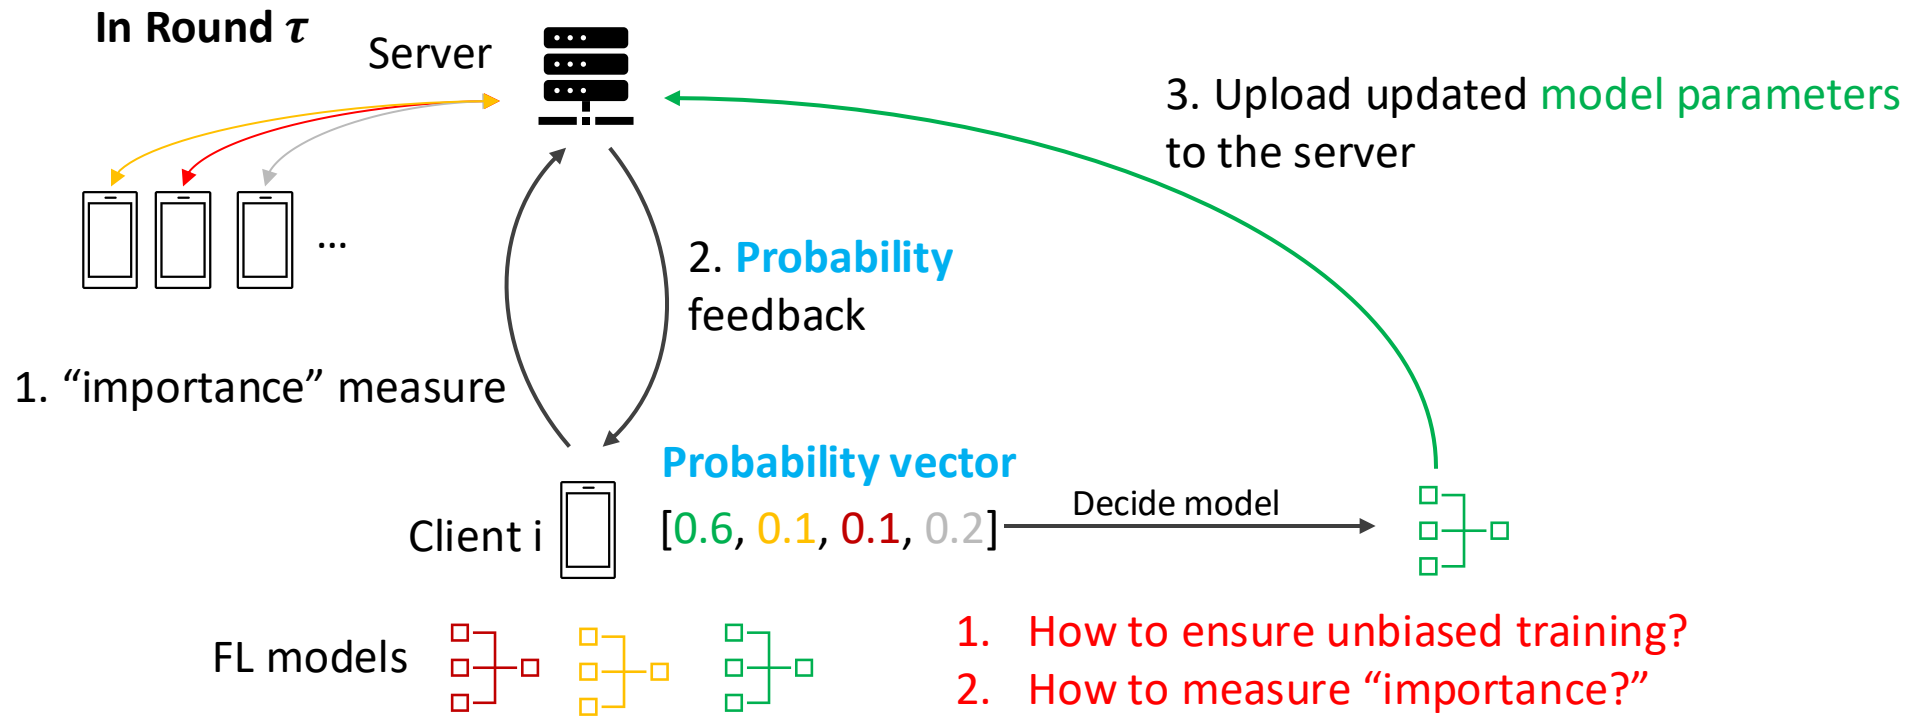 In Round τ
Server
3. Upload updated model parameters
to the server
2. Probability
feedback
...
1. “importance” measure
Probability vector
Client i
[0.6, 0.1, 0.1, 0.2]
Decide model
FL models
1. How to ensure unbiased training?
2. How to measure “importance?”